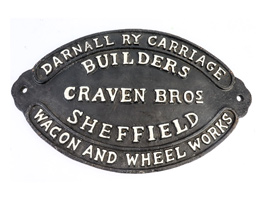 DARNALL RY CARRIAGE
BUILDERS
CRAVEN BROS
SHEFFIELD
WAGON AND WHEEL WORKS